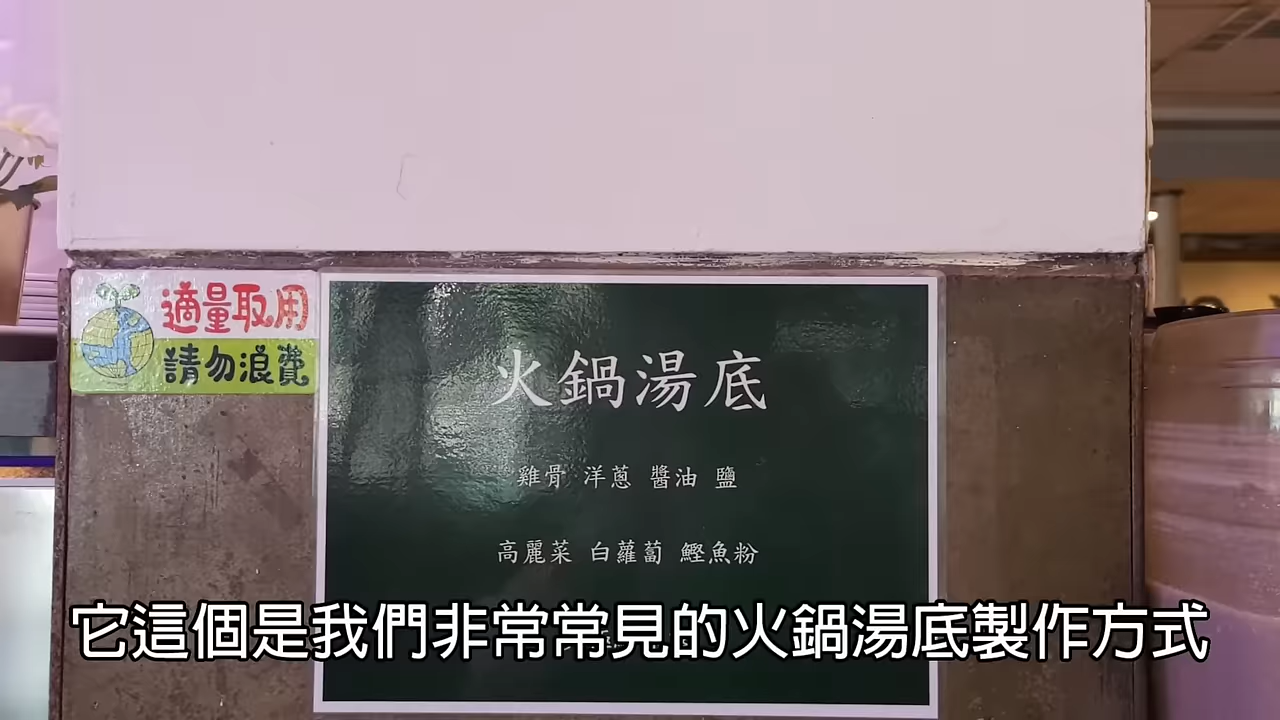 適量取用
請勿浪費
火鍋湯底
雞骨 洋蔥 醬油 鹽
高麗菜 白蘿蔔 鰹魚粉
它這個是我們非常常見的火鍋湯底製作方式